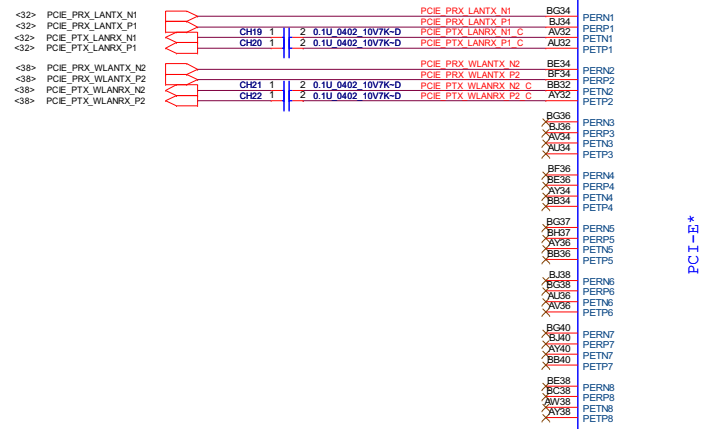 <32> PCIE_PRX_LANTX_N1 PCIE_PRX_LANTX_N1 BG34 PERN1
<32> PCIE_PRX_LANTX_P1 PCIE_PRX_LANTX_P1 BJ34 PERP1
<32> PCIE_PTX_LANRX_N1 CH19 1 2 0.1U_0402_10V7K~D PCIE_PTX_LANRX_N1_C AV32 PETN1
<32> PCIE_PTX_LANRX_P1 CH20 1 2 0.1U_0402_10V7K~D PCIE_PTX_LANRX_P1_C AU32 PETP1
<38> PCIE_PRX_WLANTX_N2 PCIE_PRX_WLANTX_N2 BE34 PERN2
<38> PCIE_PRX_WLANTX_P2 PCIE_PRX_WLANTX_P2 BF34 PERP2
<38> PCIE_PTX_WLANRX_N2 CH21 1 2 0.1U_0402_10V7K~D PCIE_PTX_WLANRX_N2_C BB32 PETN2
<38> PCIE_PTX_WLANRX_P2 CH22 1 2 0.1U_0402_10V7K~D PCIE_PTX_WLANRX_P2_C AY32 PETP2
BG36 PERN3
BJ36 PERP3
AV34 PETN3
AU34 PETP3
BF36 PERN4
BE36 PERP4
AY34 PETN4
BB34 PETP4
BG37 PERN5
BH37 PERP5
AY36 PETN5
BB36 PETP5
BJ38 PERN6
BG38 PERP6
AU36 PETN6
AV36 PETP6
BG40 PERN7
BJ40 PERP7
AY40 PETN7
BB40 PETP7
BE38 PERN8
BC38 PERP8
AW38 PETN8
AY38 PETP8
PCI-E*